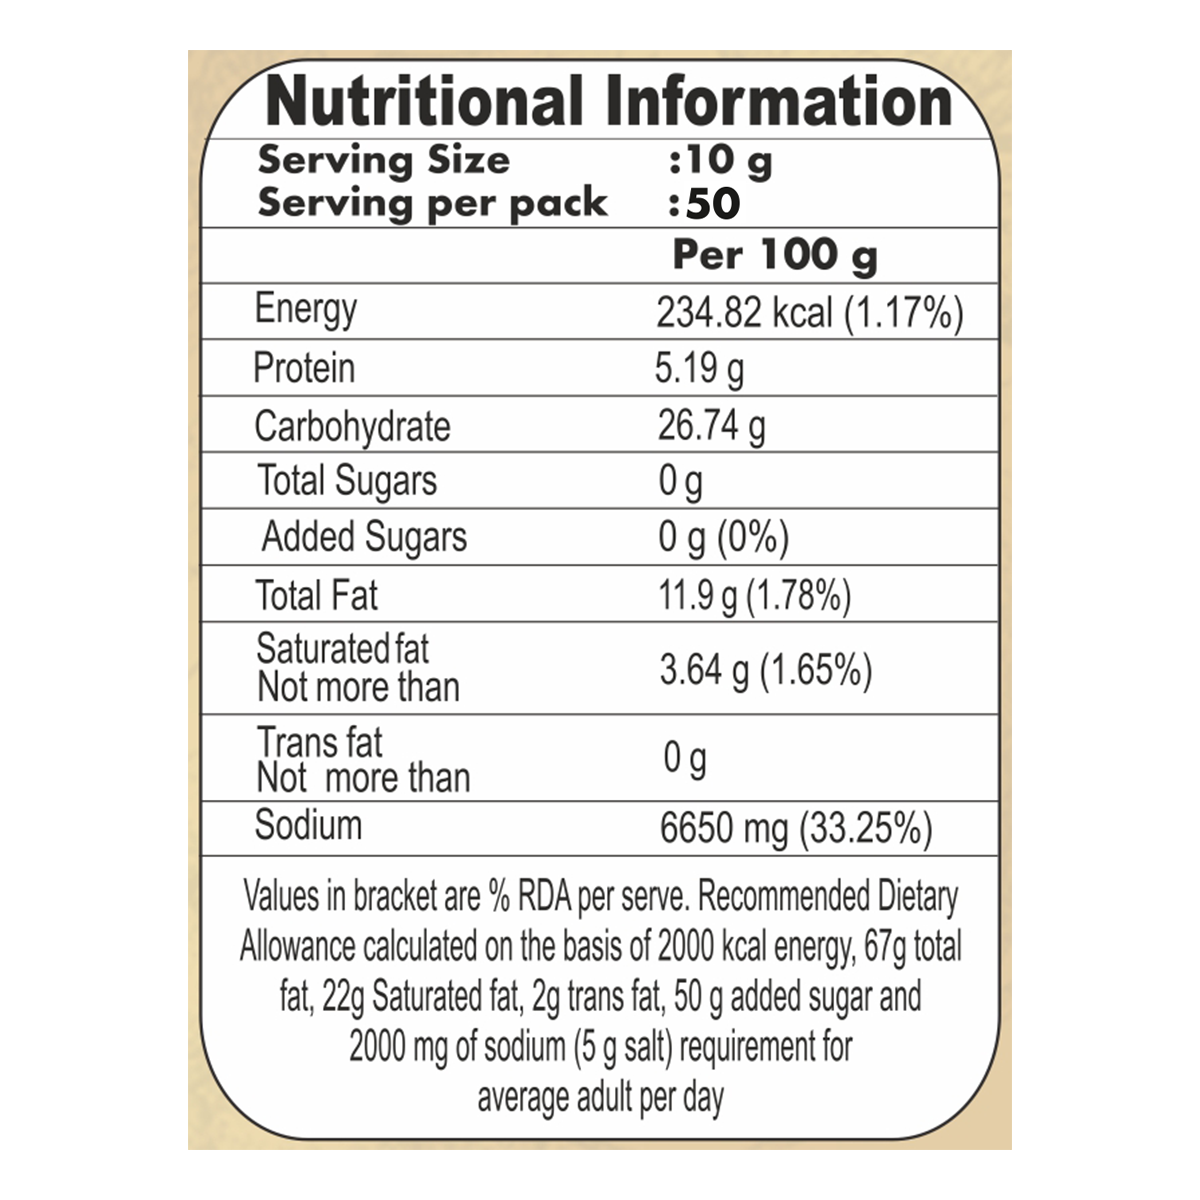 Nutritional Information
Serving Size :10 g
Serving per pack :50
Per 100 g
Energy 234.82 kcal (1.17%)
Protein 5.19 g
Carbohydrate 26.74 g
Total Sugars 0 g
Added Sugars 0 g (0%)
Total Fat 11.9 g (1.78%)
Saturated fat
Not more than 3.64 g (1.65%)
Trans fat
Not more than 0 g
Sodium 6650 mg (33.25%)
Values in bracket are % RDA per serve. Recommended Dietary
Allowance calculated on the basis of 2000 kcal energy, 67g total
fat, 22g Saturated fat, 2g trans fat, 50 g added sugar and
2000 mg of sodium (5 g salt) requirement for
average adult per day